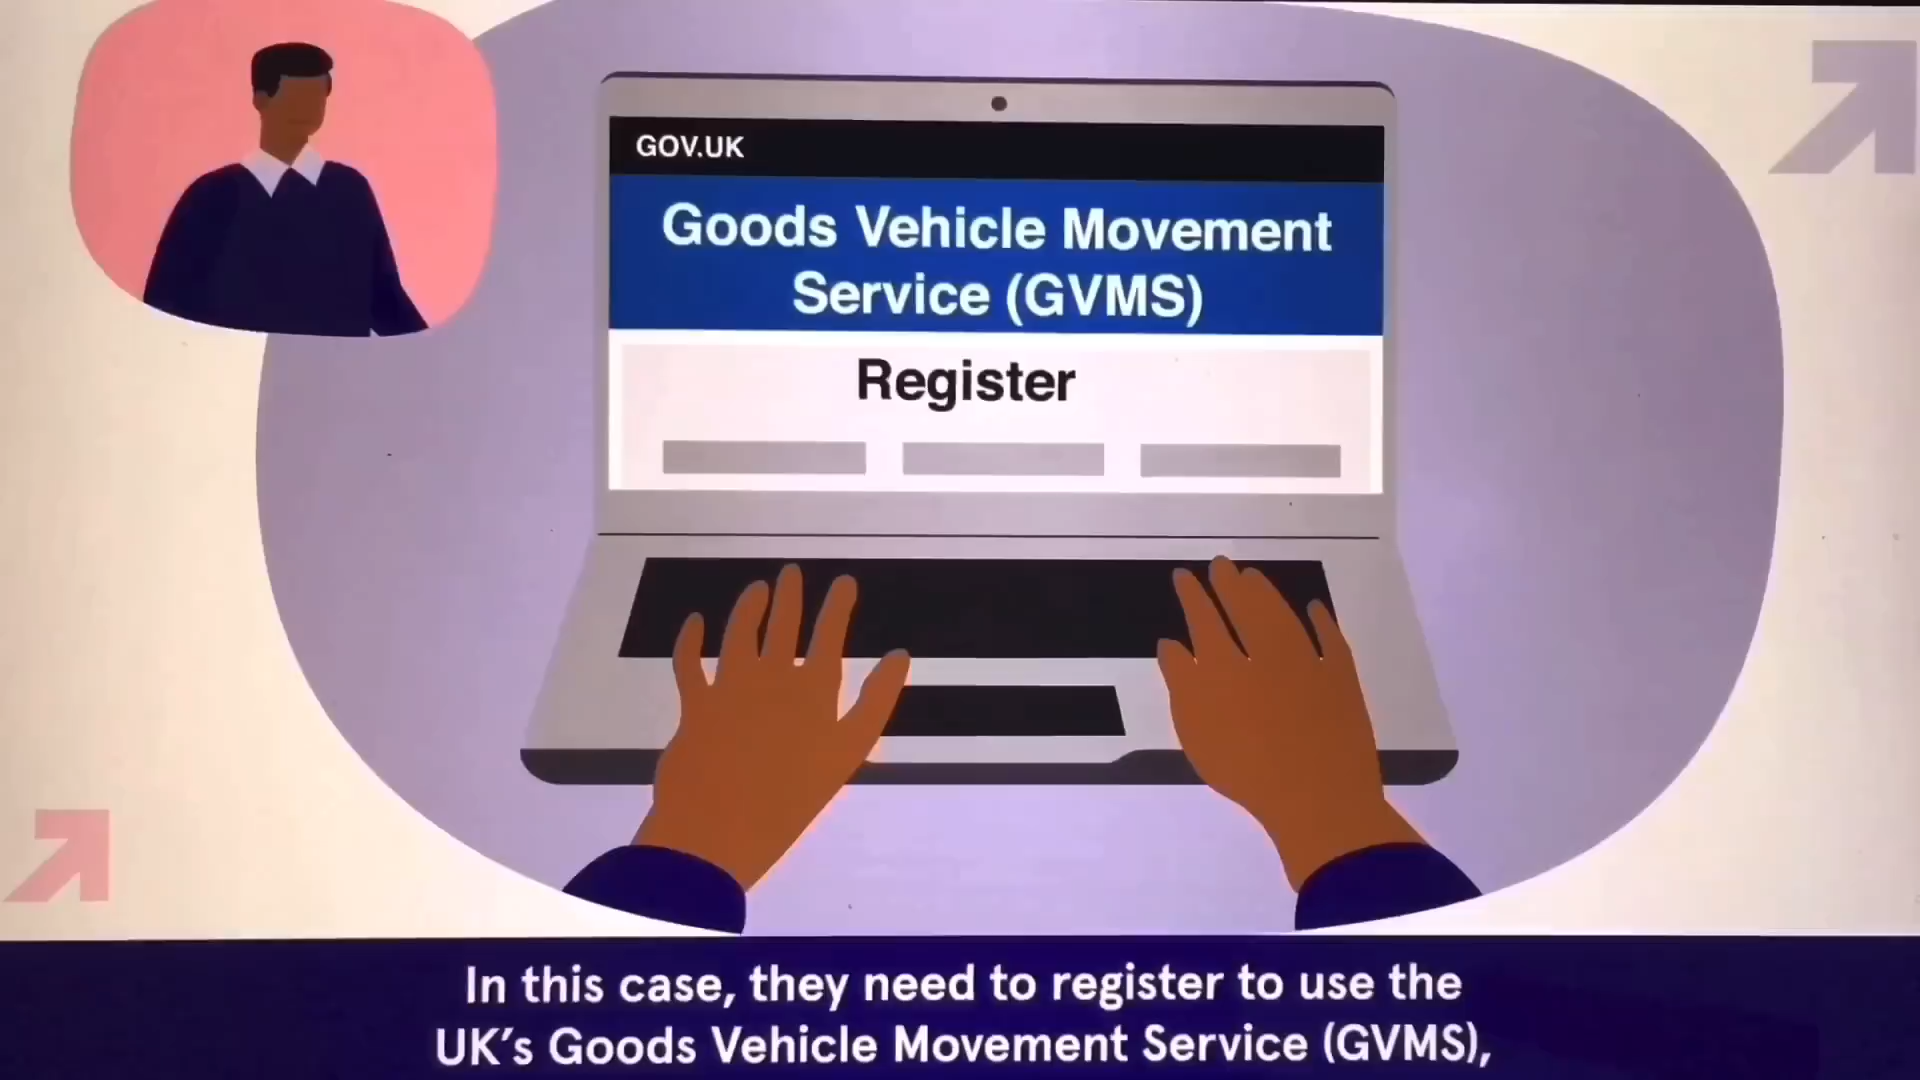 GOV.UK
Goods Vehicle Movement
Service (GVMS)
Register
In this case, they need to register to use the
UK's Goods Vehicle Movement Service (GVMS),